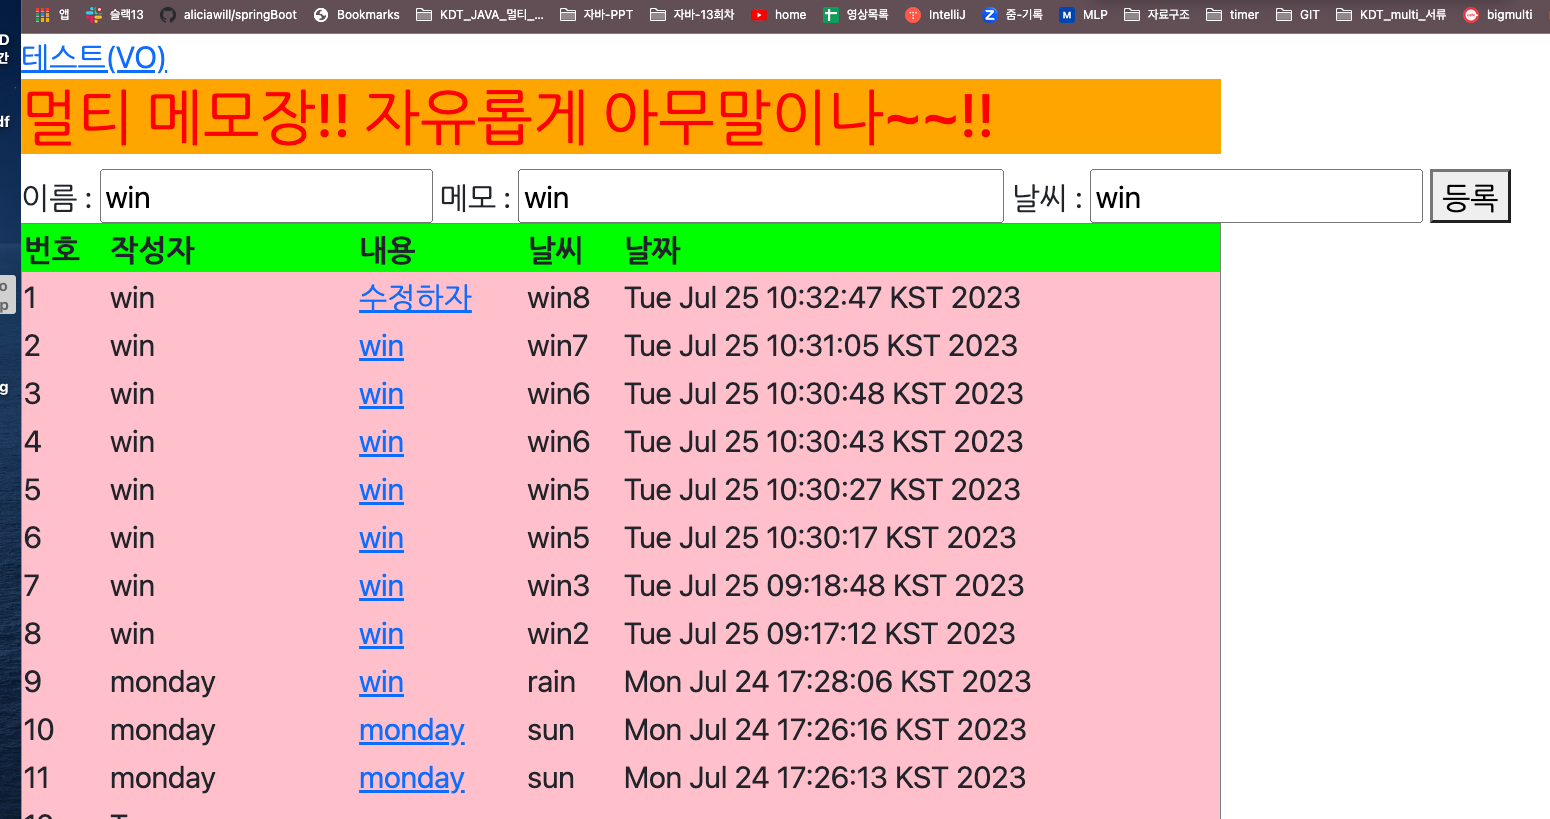 앱 슬랙13 aliciawill/springBoot Bookmarks KDT_JAVA_멀티_... 자바-PPT 자바-13회차 home 영상목록 IntelliJ 줌-기록 MLP 자료구조 timer GIT KDT_multi_서류 bigmulti
테스트(VO)
멀티 메모장!! 자유롭게 아무말이나~~!!
이름 : win 메모 : win 날씨 : win 등록
번호 작성자 내용 날씨 날짜
1 win 수정하자 win8 Tue Jul 25 10:32:47 KST 2023
2 win win win7 Tue Jul 25 10:31:05 KST 2023
3 win win win6 Tue Jul 25 10:30:48 KST 2023
4 win win win6 Tue Jul 25 10:30:43 KST 2023
5 win win win5 Tue Jul 25 10:30:27 KST 2023
6 win win win5 Tue Jul 25 10:30:17 KST 2023
7 win win win3 Tue Jul 25 09:18:48 KST 2023
8 win win win2 Tue Jul 25 09:17:12 KST 2023
9 monday win rain Mon Jul 24 17:28:06 KST 2023
10 monday monday sun Mon Jul 24 17:26:16 KST 2023
11 monday monday sun Mon Jul 24 17:26:13 KST 2023